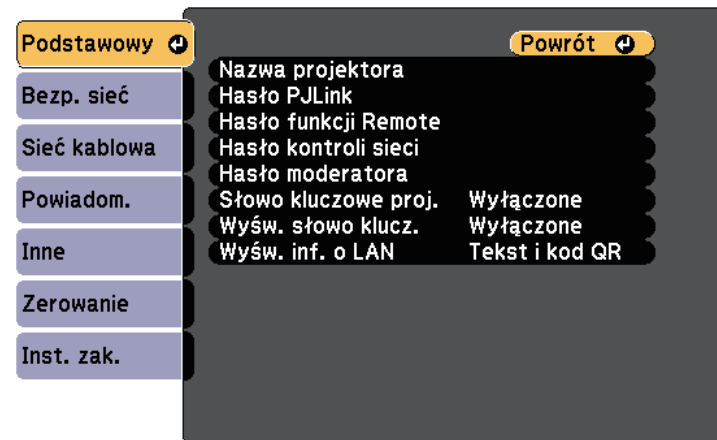 Podstawowy
Powrót
Nazwa projektora
Hasło PJLink
Hasło funkcji Remote
Hasło kontroli sieci
Hasło moderatora
Słowo kluczowe proj. Wyłączone
Wyśw. słowo klucz. Wyłączone
Wyśw. inf. o LAN Tekst i kod QR
Bezp. sieć
Sieć kablowa
Powiadom.
Inne
Zerowanie
Inst. zak.